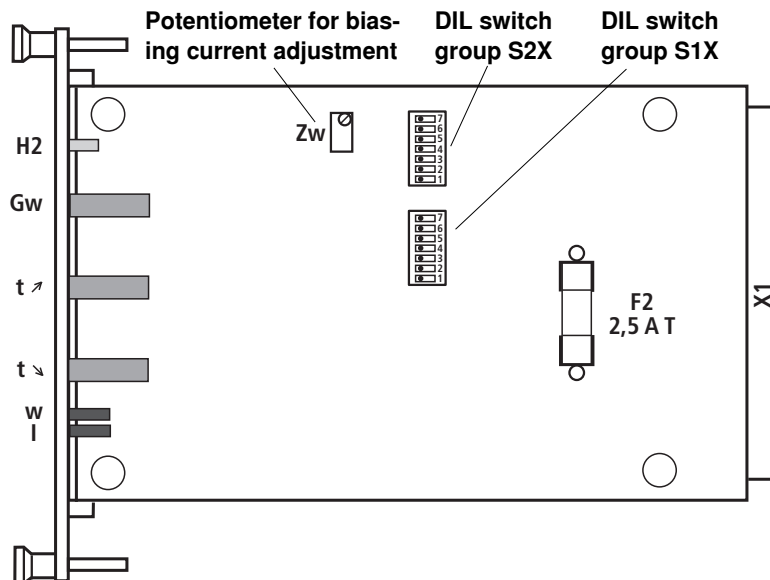 Potentiometer for bias-
ing current adjustment
DIL switch
group S2X
DIL switch
group S1X
Zw
7
6
5
4
3
2
1
7
6
5
4
3
2
1
H2
Gw
t ↗
t ↘
w
I
F2
2,5 A T
X1